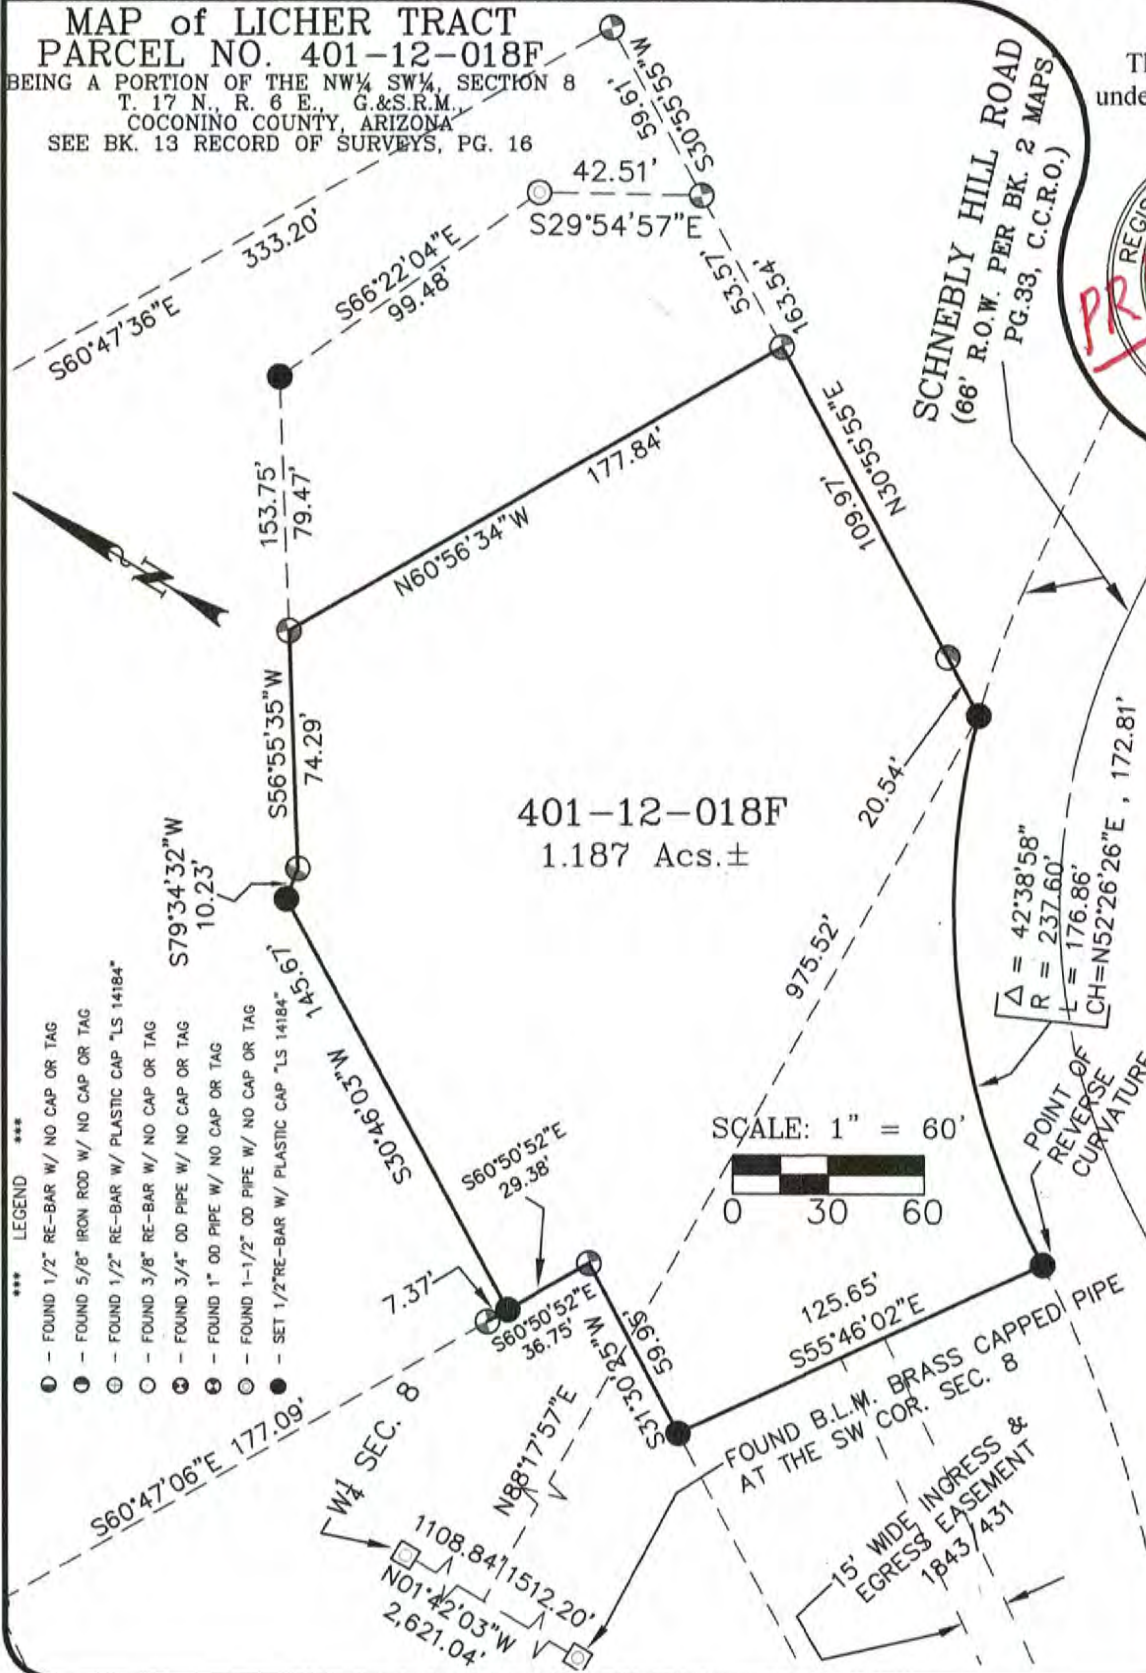 MAP of LICHER TRACT
PARCEL NO. 401-12-018F
BEING A PORTION OF THE NW¼ SW¼, SECTION 8
T. 17 N., R. 6 E., G.&S.R.M.,
COCONINO COUNTY, ARIZONA
SEE BK. 13 RECORD OF SURVEYS, PG. 16
Th
unde
REGIS
PR
SCHNEBLY HILL ROAD
(66' R.O.W. PER BK. 2 MAPS,
PG.33, C.C.R.O.)
S30°55'55"W
59.61'
42.51'
S29°54'57"E
333.20'
S60°47'36"E
S66°22'04"E
99.48'
53.57'
163.54'
153.75'
79.47'
177.84'
N60°56'34"W
N30°55'55"E
109.97'
N
S56°55'35"W
74.29'
20.54'
401-12-018F
1.187 Acs.±
S79°34'32"W
10.23'
975.52'
Δ = 42°38'58"
R = 237.60'
L = 176.86'
CH=N52°26'26"E , 172.81'
145.67'
S30°46'03"W
POINT OF
REVERSE
CURVATURE
SCALE: 1" = 60'
0 30 60
S60°50'52"E
29.38'
7.37'
S60°50'52"E
36.75'
59.95'
S31°30'25"W
125.65'
S55°46'02"E
FOUND B.L.M. BRASS CAPPED PIPE
AT THE SW COR. SEC. 8
N88°17'57"E
S60°47'06"E 177.09'
W¼ SEC. 8
1108.84'
1512.20'
N01°42'03"W
2,621.04'
15' WIDE INGRESS &
EGRESS EASEMENT
1843/431
*** LEGEND ***
- FOUND 1/2" RE-BAR W/ NO CAP OR TAG
- FOUND 5/8" IRON ROD W/ NO CAP OR TAG
- FOUND 1/2" RE-BAR W/ PLASTIC CAP "LS 14184"
- FOUND 3/8" RE-BAR W/ NO CAP OR TAG
- FOUND 3/4" OD PIPE W/ NO CAP OR TAG
- FOUND 1" OD PIPE W/ NO CAP OR TAG
- FOUND 1-1/2" OD PIPE W/ NO CAP OR TAG
- SET 1/2"RE-BAR W/ PLASTIC CAP "LS 14184"